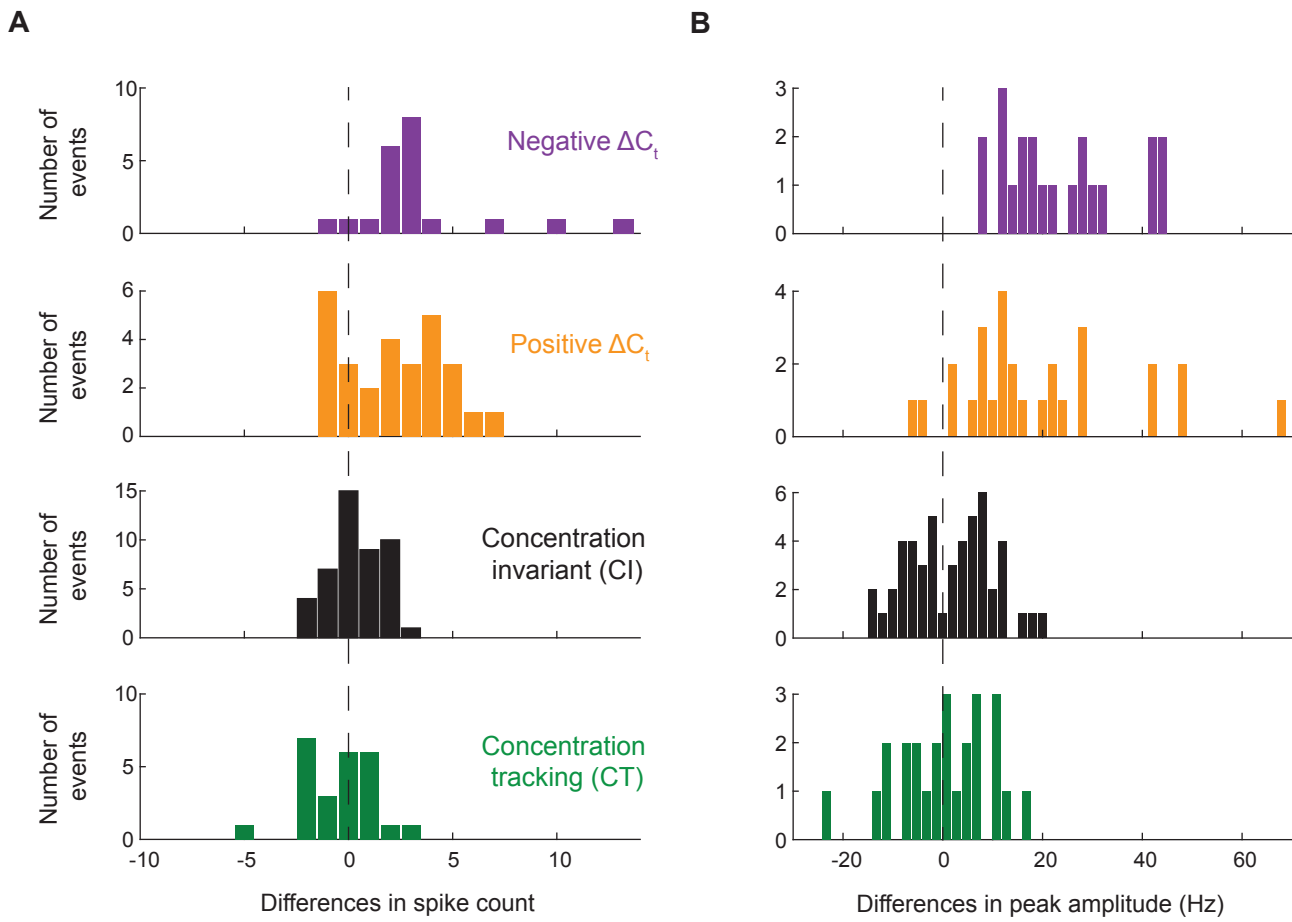 A
B
Number of
events
10
5
0
Negative ΔCt
3
2
1
0
Number of
events
6
4
2
0
Positive ΔCt
4
2
0
Number of
events
15
10
5
0
Concentration
invariant (CI)
6
4
2
0
Number of
events
10
5
0
Concentration
tracking (CT)
3
2
1
0
-10
-5
0
5
10
-20
0
20
40
60
Differences in spike count
Differences in peak amplitude (Hz)